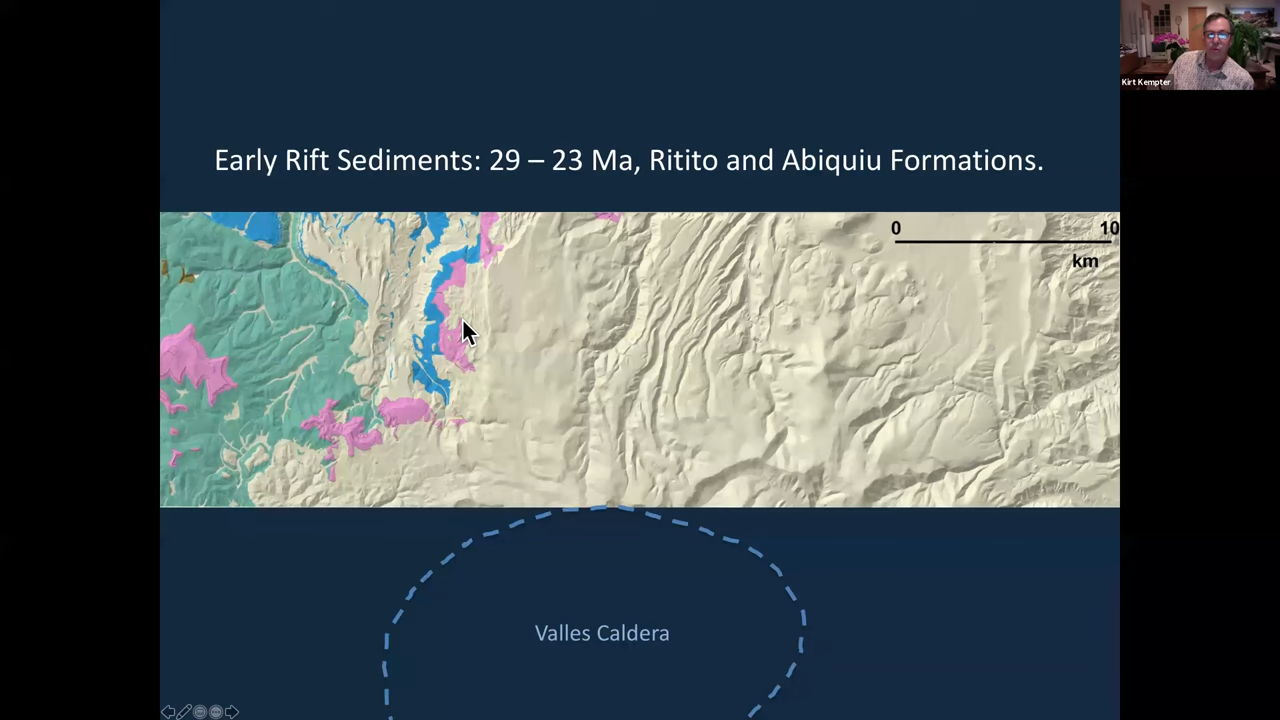 Kirt Kempter
Early Rift Sediments: 29 – 23 Ma, Ritito and Abiquiu Formations.
0 10
km
Valles Caldera